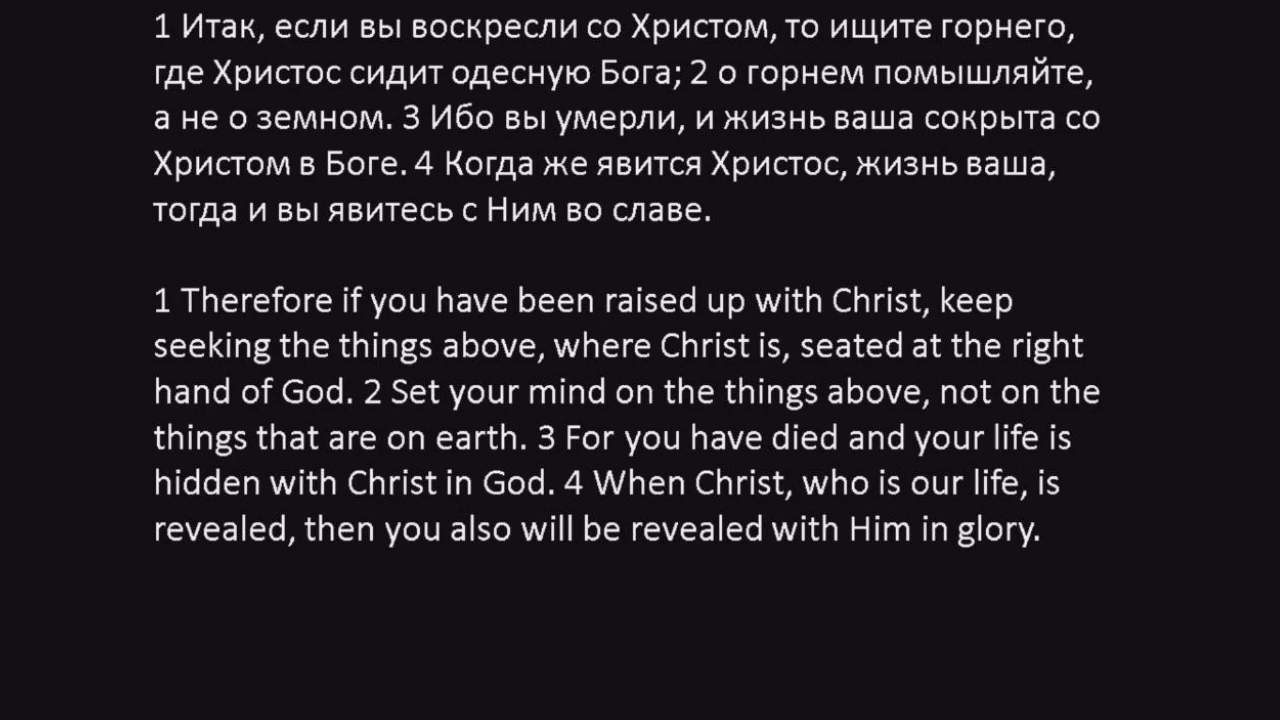 1 Итак, если вы воскресли со Христом, то ищите горнего,
где Христос сидит одесную Бога; 2 о горнем помышляйте,
а не о земном. 3 Ибо вы умерли, и жизнь ваша сокрыта со
Христом в Боге. 4 Когда же явится Христос, жизнь ваша,
тогда и вы явитесь с Ним во славе.
1 Therefore if you have been raised up with Christ, keep
seeking the things above, where Christ is, seated at the right
hand of God. 2 Set your mind on the things above, not on the
things that are on earth. 3 For you have died and your life is
hidden with Christ in God. 4 When Christ, who is our life, is
revealed, then you also will be revealed with Him in glory.